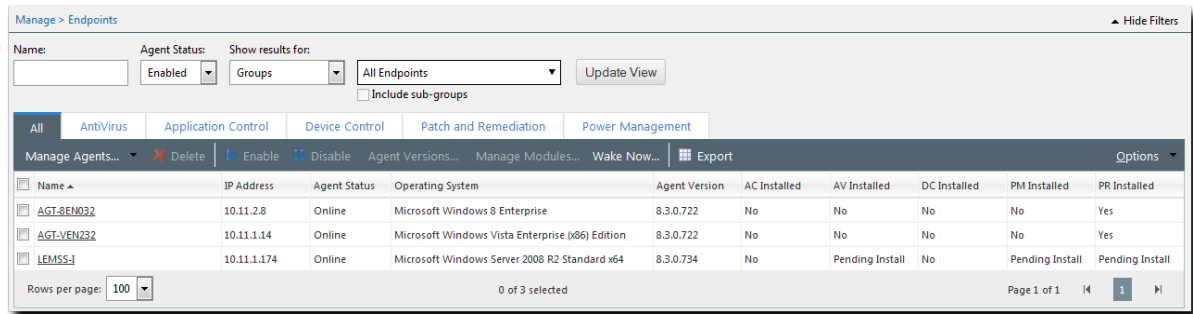 Manage > Endpoints Hide Filters
Name: Agent Status: Show results for:
Enabled Groups All Endpoints Update View
Include sub-groups
All AntiVirus Application Control Device Control Patch and Remediation Power Management
Manage Agents... Delete Enable Disable Agent Versions... Manage Modules... Wake Now... Export Options
Name IP Address Agent Status Operating System Agent Version AC Installed AV Installed DC Installed PM Installed PR Installed
AGT-8EN032 10.11.2.8 Online Microsoft Windows 8 Enterprise 8.3.0.722 No No No No Yes
AGT-VEN232 10.11.1.14 Online Microsoft Windows Vista Enterprise (x86) Edition 8.3.0.722 No No No No Yes
LEMSS-I 10.11.1.174 Online Microsoft Windows Server 2008 R2 Standard x64 8.3.0.734 No Pending Install No Pending Install Pending Install
Rows per page: 100 0 of 3 selected Page 1 of 1 1